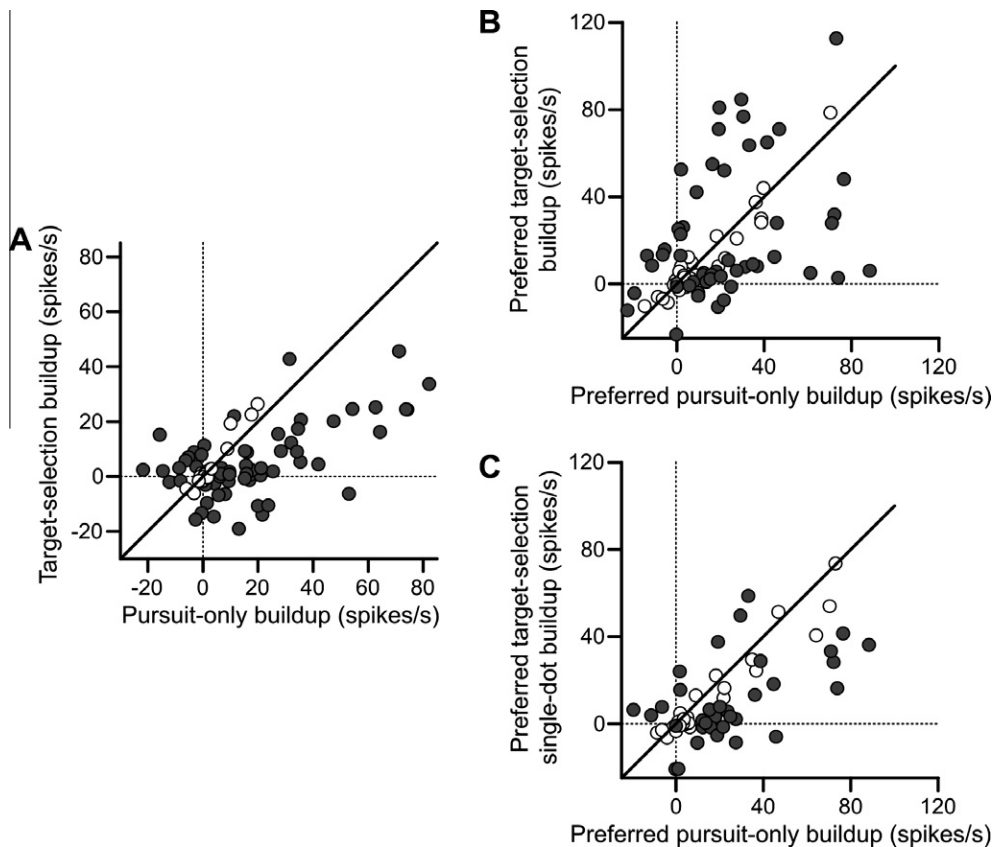 A
Target-selection buildup (spikes/s)
80
60
40
20
0
-20
-20 0 20 40 60 80
Pursuit-only buildup (spikes/s)
B
Preferred target-selection
buildup (spikes/s)
120
80
40
0
0 40 80 120
Preferred pursuit-only buildup (spikes/s)
C
Preferred target-selection
single-dot buildup (spikes/s)
120
80
40
0
0 40 80 120
Preferred pursuit-only buildup (spikes/s)